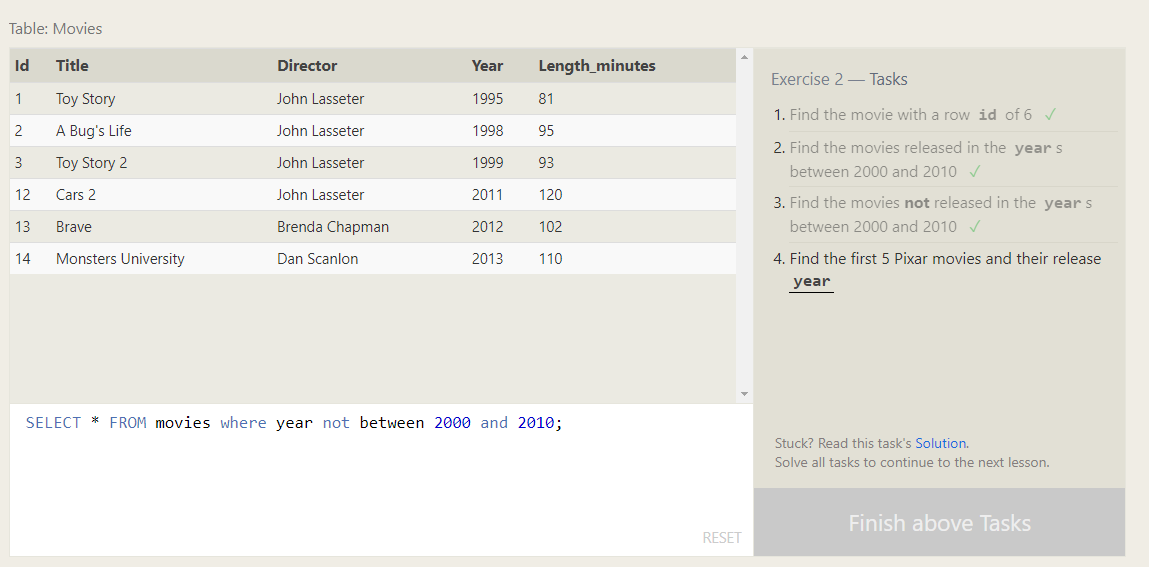 Table: Movies
Id Title Director Year Length_minutes
1 Toy Story John Lasseter 1995 81
2 A Bug's Life John Lasseter 1998 95
3 Toy Story 2 John Lasseter 1999 93
12 Cars 2 John Lasseter 2011 120
13 Brave Brenda Chapman 2012 102
14 Monsters University Dan Scanlon 2013 110
SELECT * FROM movies where year not between 2000 and 2010;
RESET
Exercise 2 — Tasks
1. Find the movie with a row id of 6 ✓
2. Find the movies released in the year s
between 2000 and 2010 ✓
3. Find the movies not released in the year s
between 2000 and 2010 ✓
4. Find the first 5 Pixar movies and their release
year
Stuck? Read this task's Solution.
Solve all tasks to continue to the next lesson.
Finish above Tasks